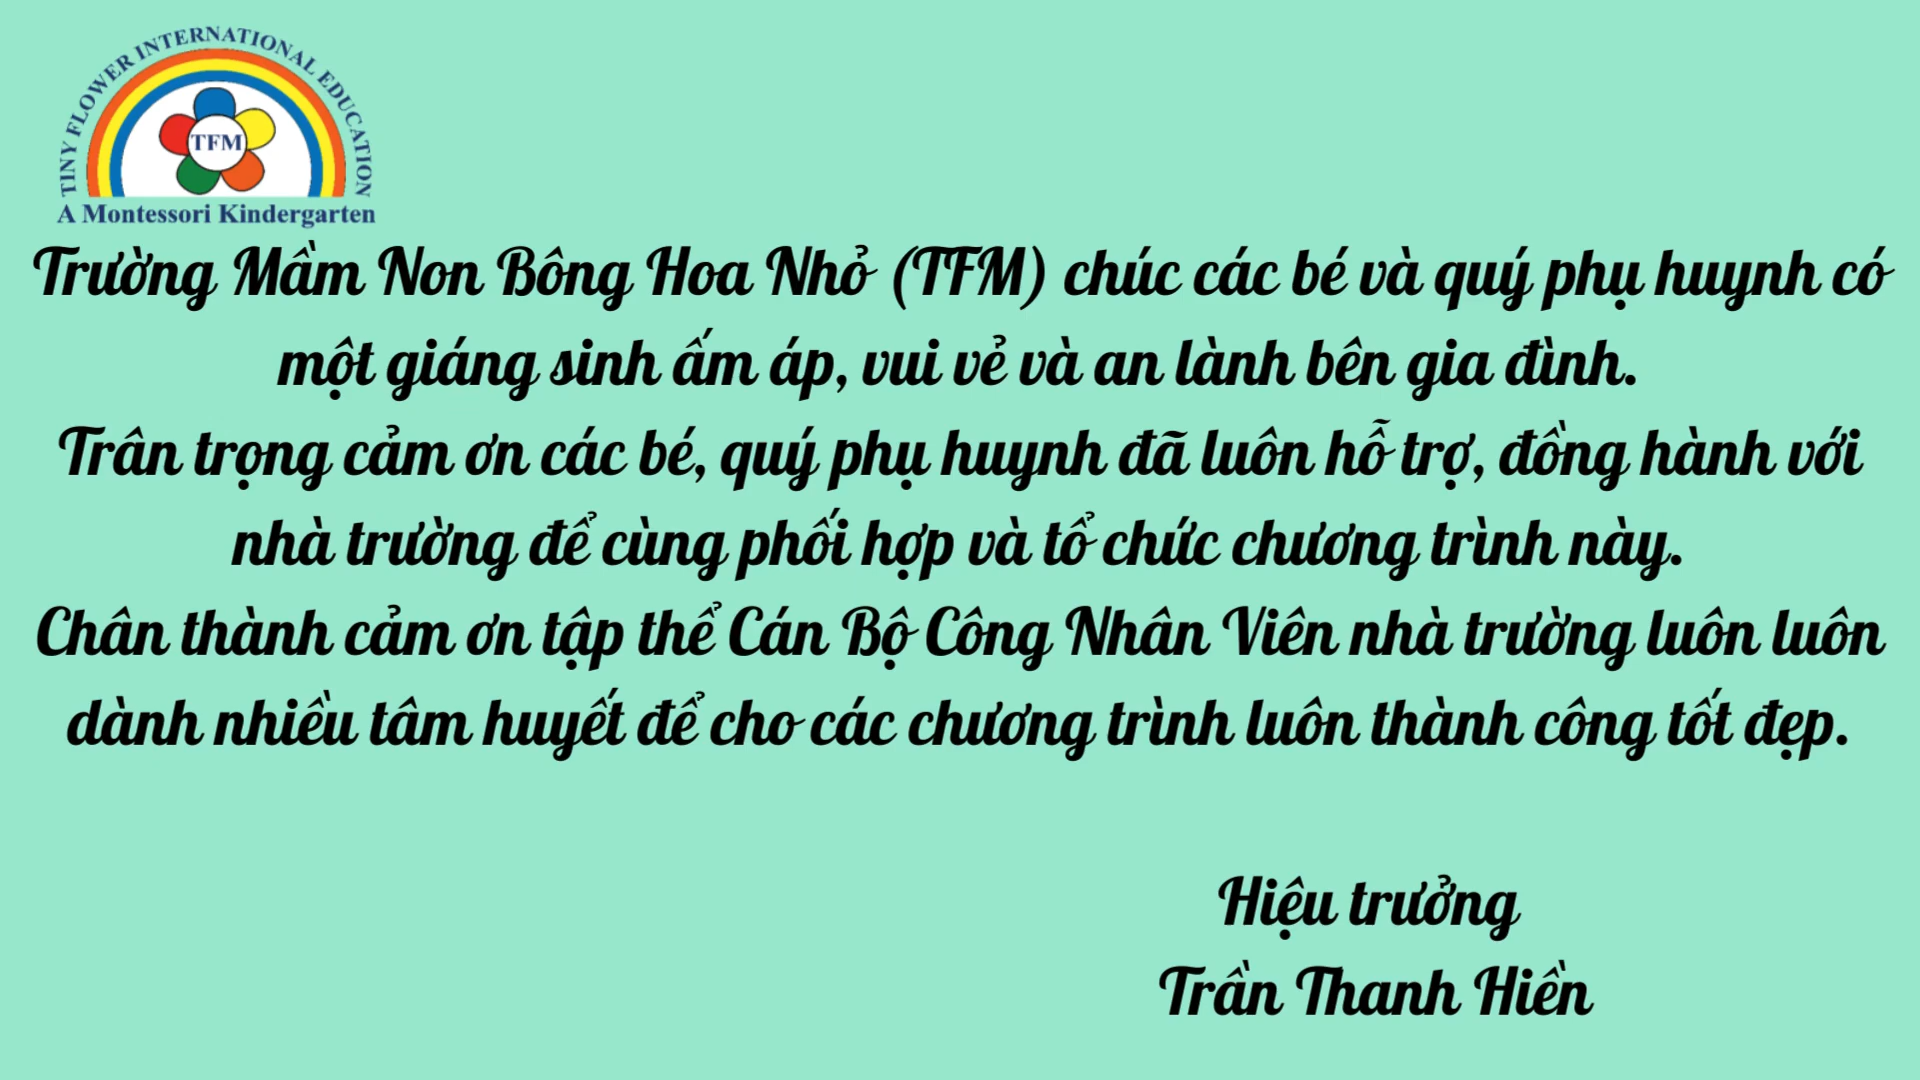 TINY FLOWER INTERNATIONAL EDUCATION
TFM
A Montessori Kindergarten
Trường Mầm Non Bông Hoa Nhỏ (TFM) chúc các bé và quý phụ huynh có
một giáng sinh ấm áp, vui vẻ và an lành bên gia đình.
Trân trọng cảm ơn các bé, quý phụ huynh đã luôn hỗ trợ, đồng hành với
nhà trường để cùng phối hợp và tổ chức chương trình này.
Chân thành cảm ơn tập thể Cán Bộ Công Nhân Viên nhà trường luôn luôn
dành nhiều tâm huyết để cho các chương trình luôn thành công tốt đẹp.
Hiệu trưởng
Trần Thanh Hiền